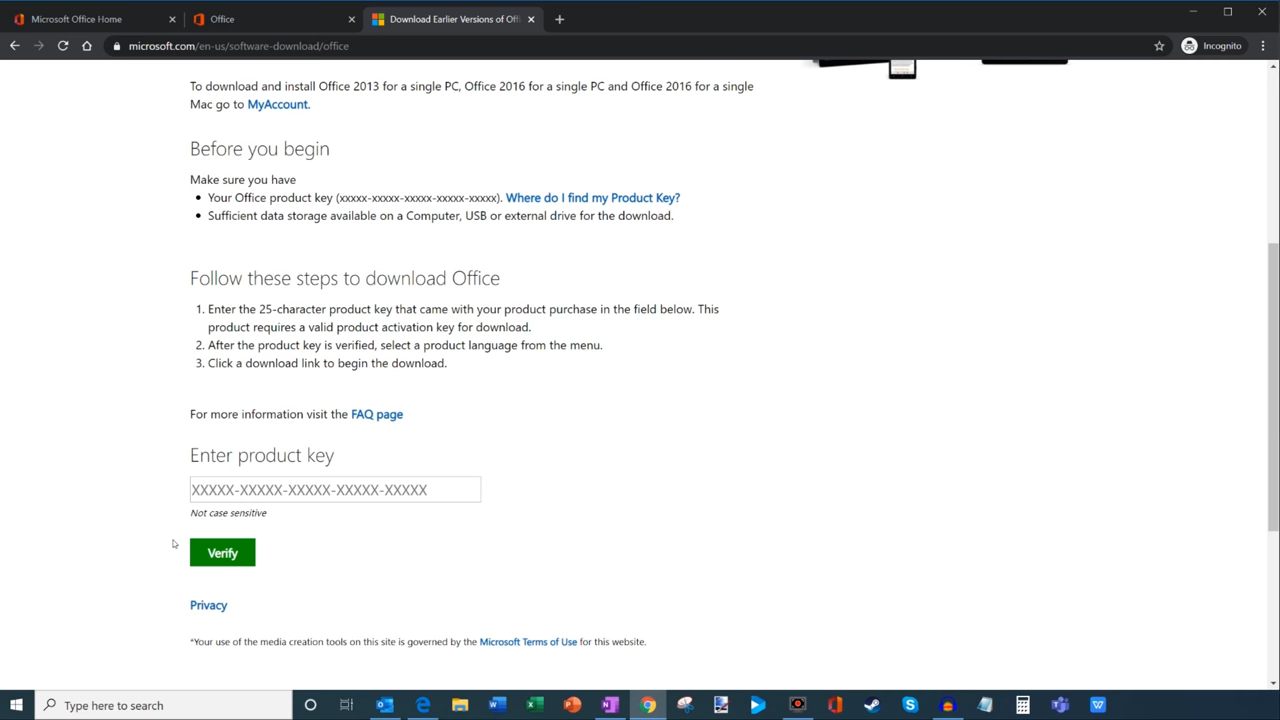 Microsoft Office Home
Office
Download Earlier Versions of Off
microsoft.com/en-us/software-download/office
Incognito
To download and install Office 2013 for a single PC, Office 2016 for a single PC and Office 2016 for a single
Mac go to MyAccount.
Before you begin
Make sure you have
• Your Office product key (xxxxx-xxxxx-xxxxx-xxxxx-xxxxx). Where do I find my Product Key?
• Sufficient data storage available on a Computer, USB or external drive for the download.
Follow these steps to download Office
1. Enter the 25-character product key that came with your product purchase in the field below. This
product requires a valid product activation key for download.
2. After the product key is verified, select a product language from the menu.
3. Click a download link to begin the download.
For more information visit the FAQ page
Enter product key
XXXXX-XXXXX-XXXXX-XXXXX-XXXXX
Not case sensitive
Verify
Privacy
*Your use of the media creation tools on this site is governed by the Microsoft Terms of Use for this website.
Type here to search